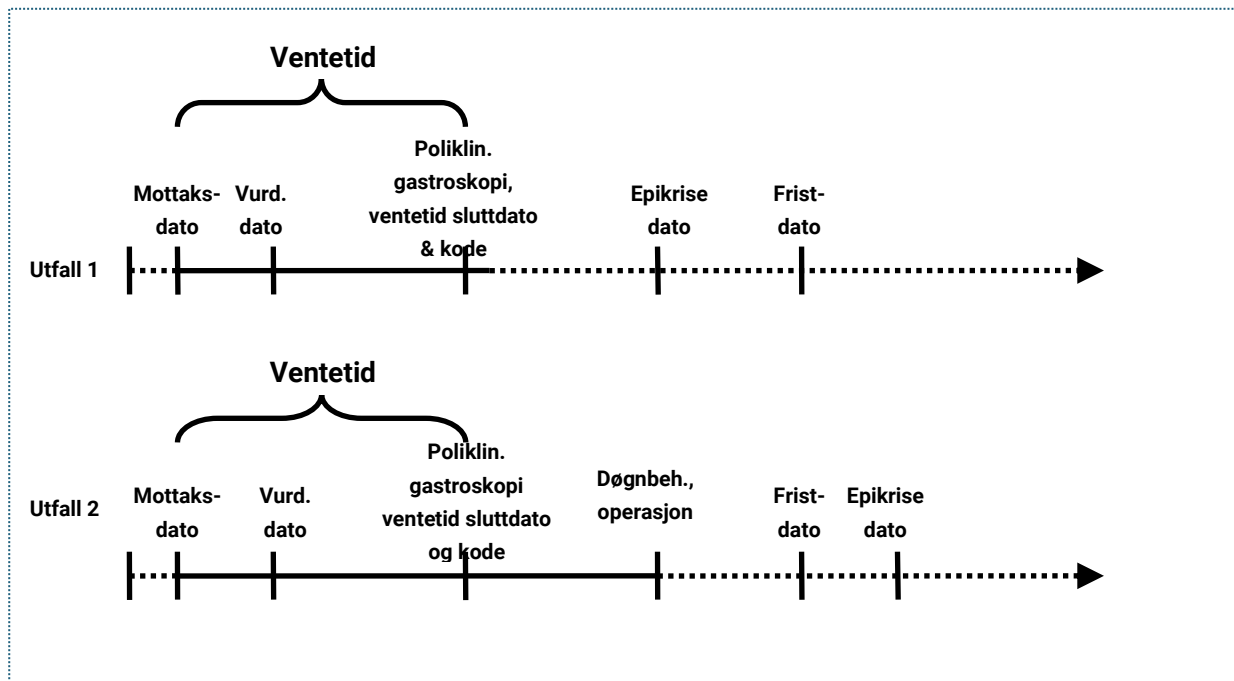 Ventetid
Poliklin.
gastroskopi,
ventetid sluttdato
& kode
Mottaks-
dato
Vurd.
dato
Epikrise
dato
Frist-
dato
Utfall 1
Ventetid
Poliklin.
gastroskopi
ventetid sluttdato
og kode
Mottaks-
dato
Vurd.
dato
Døgnbeh.,
operasjon
Frist-
dato
Epikrise
dato
Utfall 2